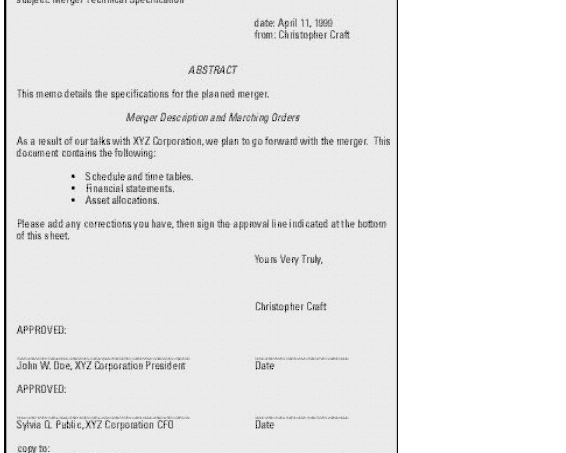 subject: Merger Technical Specification
date: April 11, 1999
from: Christopher Craft
ABSTRACT
This memo details the specifications for the planned merger.
Merger Description and Marching Orders
As a result of our talks with XYZ Corporation, we plan to go forward with the merger. This
document contains the following:
• Schedule and time tables.
• Financial statements.
• Asset allocations.
Please add any corrections you have, then sign the approval line indicated at the bottom
of this sheet.
Yours Very Truly,
Christopher Craft
APPROVED:
John W. Doe, XYZ Corporation President Date
APPROVED:
Sylvia Q. Public, XYZ Corporation CFO Date
copy to: